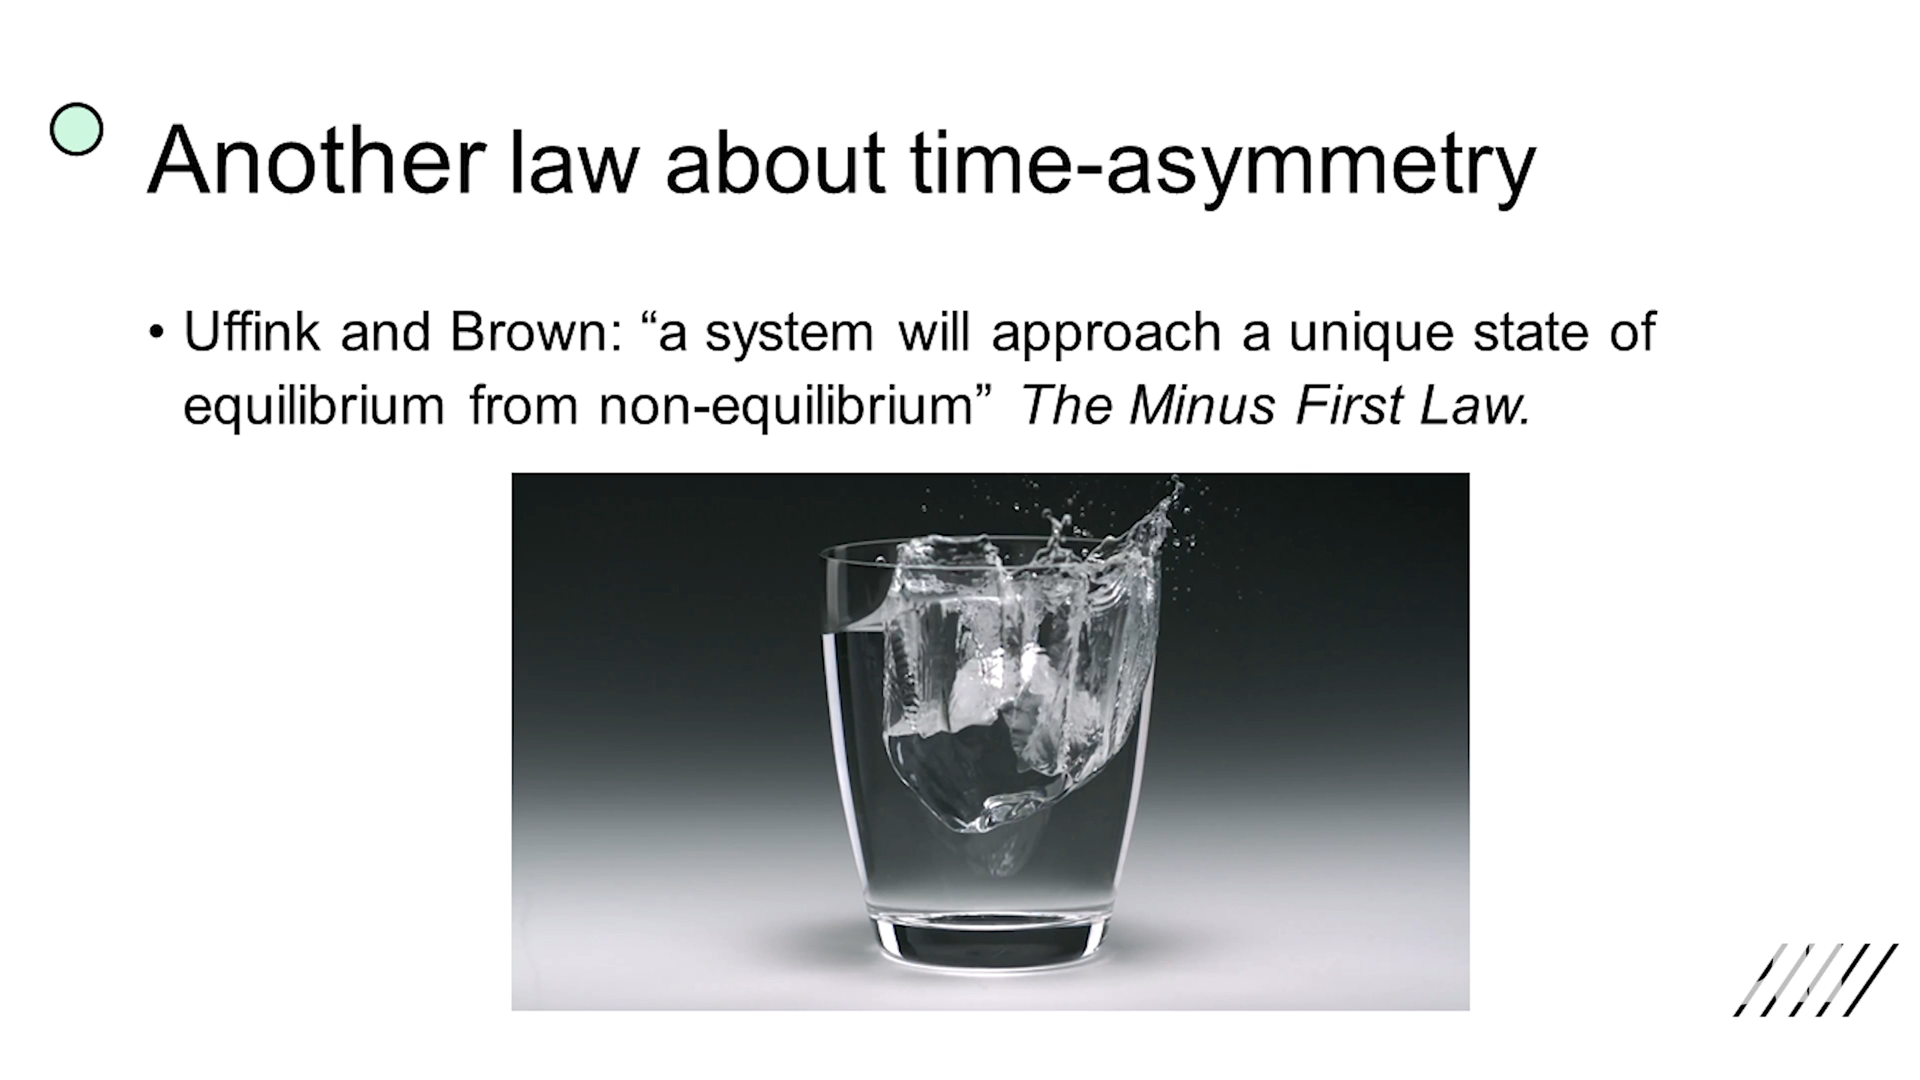 Another law about time-asymmetry
• Uffink and Brown: “a system will approach a unique state of
equilibrium from non-equilibrium” The Minus First Law.